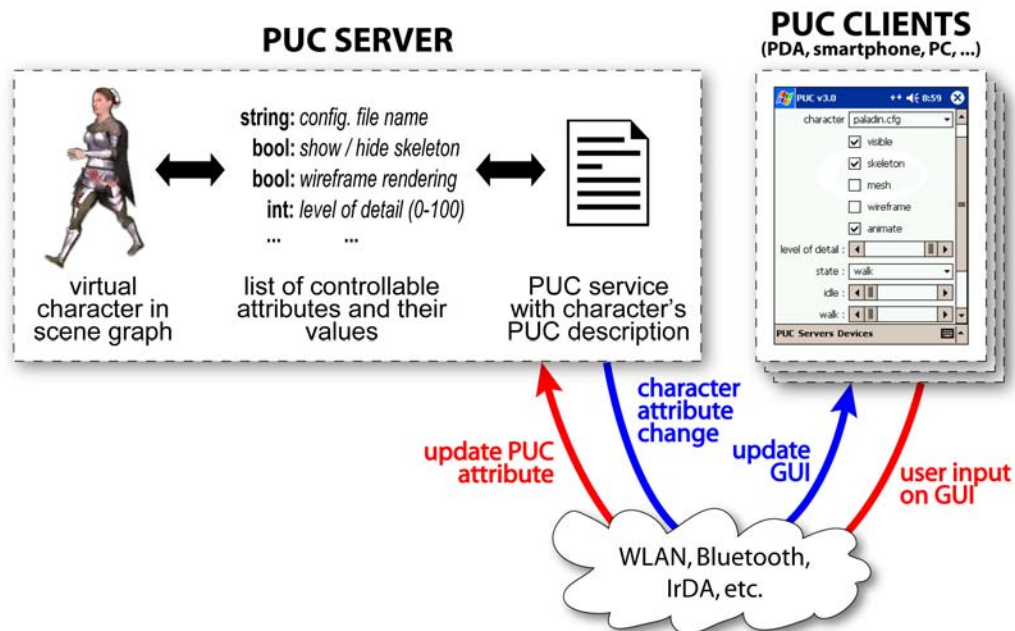 PUC SERVER
string: config. file name
bool: show / hide skeleton
bool: wireframe rendering
int: level of detail (0-100)
... ...
virtual
character in
scene graph
list of controllable
attributes and their
values
PUC service
with character's
PUC description
PUC CLIENTS
(PDA, smartphone, PC, ...)
PUC v3.0 8:59
character paladin.cfg
visible
skeleton
mesh
wireframe
animate
level of detail :
state : walk
idle :
walk :
PUC Servers Devices
update PUC
attribute
character
attribute
change
update
GUI
user input
on GUI
WLAN, Bluetooth,
IrDA, etc.